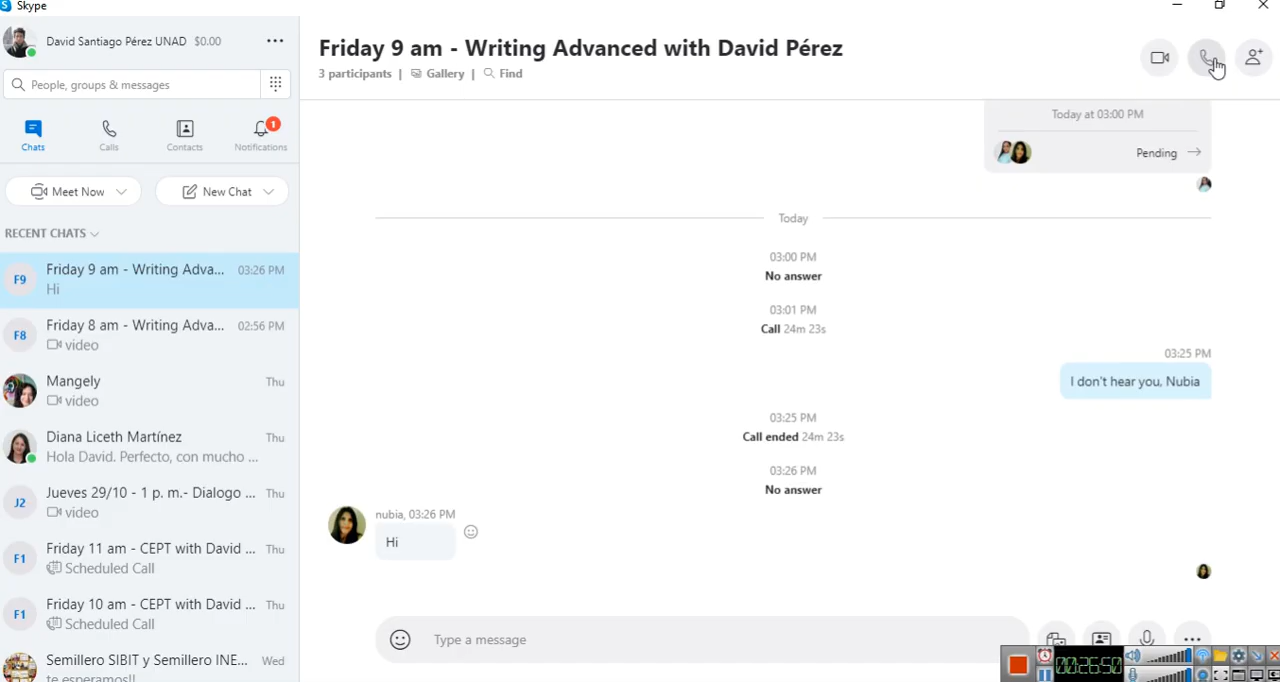 Skype
David Santiago Pérez UNAD $0.00
People, groups & messages
Chats
Calls
Contacts
1
Notifications
Meet Now
New Chat
RECENT CHATS
F9
Friday 9 am - Writing Adva... 03:26 PM
Hi
F8
Friday 8 am - Writing Adva... 02:56 PM
video
Mangely Thu
video
Diana Liceth Martínez Thu
Hola David. Perfecto, con mucho ...
J2
Jueves 29/10 - 1 p. m.- Dialogo ... Thu
video
F1
Friday 11 am - CEPT with David ... Thu
Scheduled Call
F1
Friday 10 am - CEPT with David ... Thu
Scheduled Call
Semillero SIBIT y Semillero INE... Wed
te esperamos!!
Friday 9 am - Writing Advanced with David Pérez
3 participants | Gallery | Find
Today at 03:00 PM
Pending
Today
03:00 PM
No answer
03:01 PM
Call 24m 23s
03:25 PM
I don't hear you, Nubia
03:25 PM
Call ended 24m 23s
03:26 PM
No answer
nubia, 03:26 PM
Hi
Type a message
00:26:50